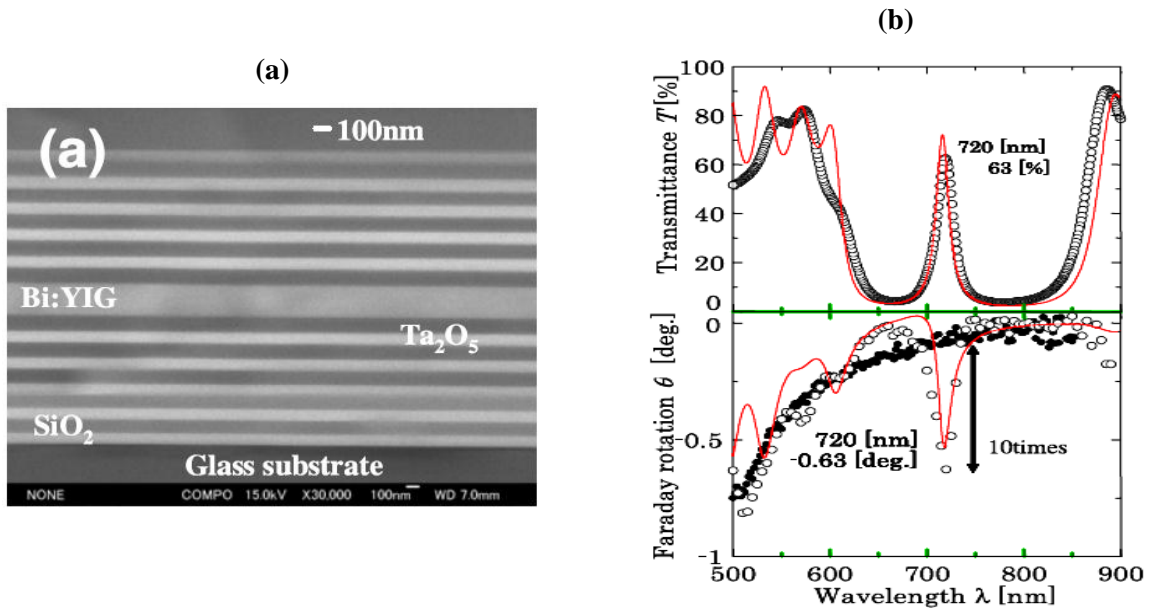 (a)
(a)
100nm
Bi:YIG
Ta2O5
SiO2
Glass substrate
NONE COMPO 15.0kV X30,000 100nm WD 7.0mm
(b)
Transmittance T [%]
100
80
60
40
20
0
720 [nm]
63 [%]
Faraday rotation θ [deg.]
0
-0.5
-1
720 [nm]
-0.63 [deg.]
10times
500 600 700 800 900
Wavelength λ [nm]